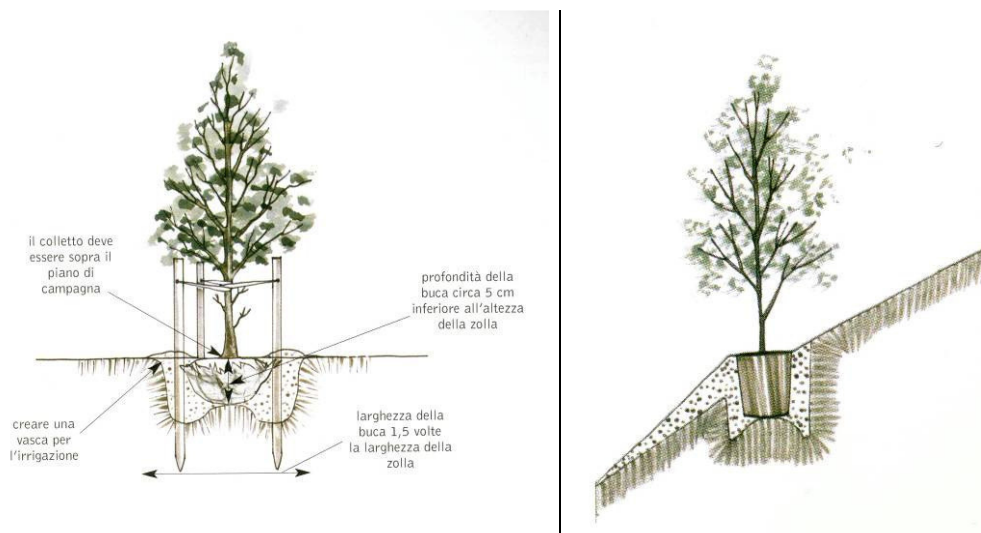 il colletto deve
essere sopra il
piano di
campagna
profondità della
buca circa 5 cm
inferiore all'altezza
della zolla
creare una
vasca per
l'irrigazione
larghezza della
buca 1,5 volte
la larghezza della
zolla